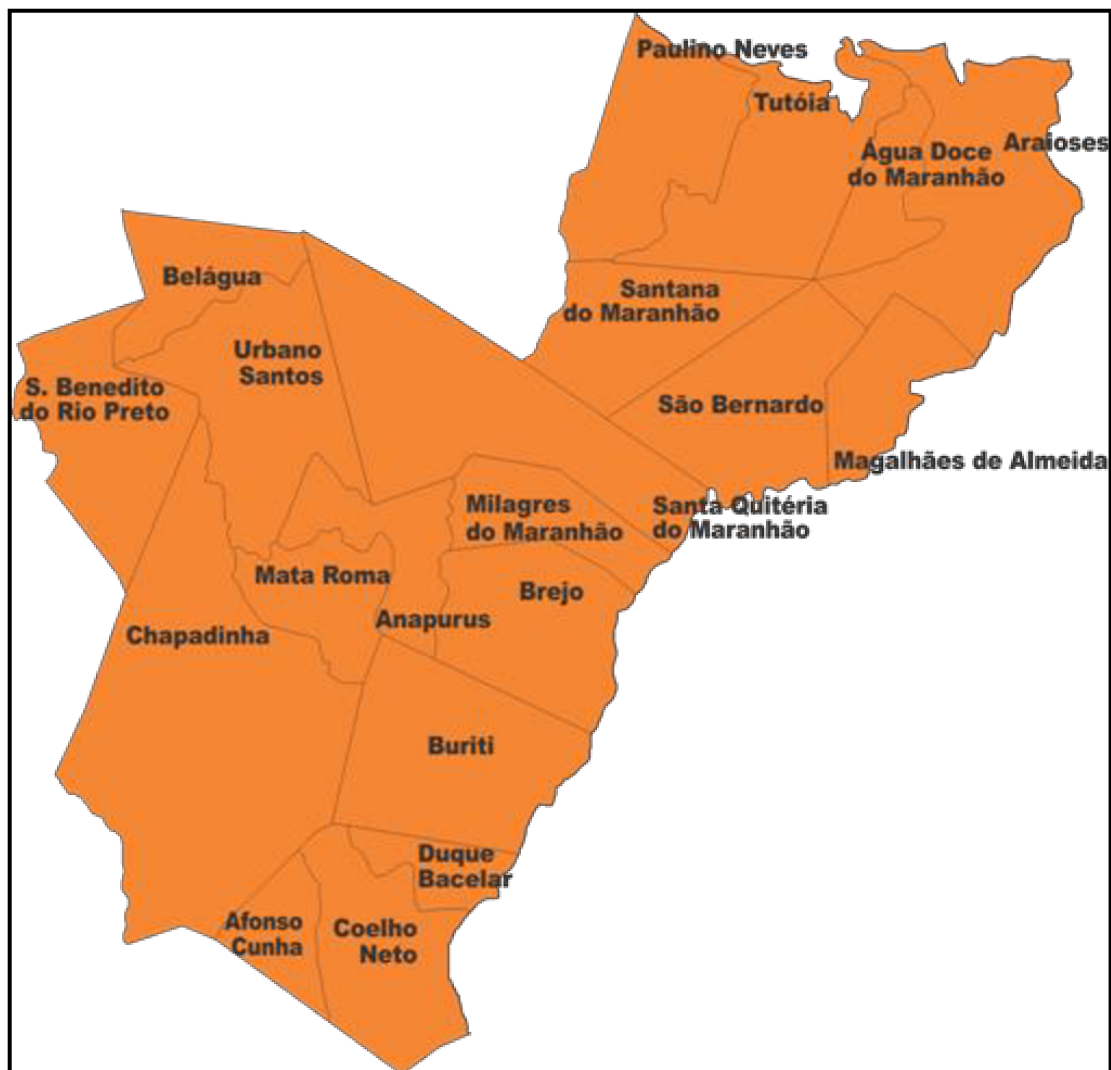 Paulino Neves
Tutóia
Água Doce
do Maranhão
Araioses
Belágua
Santana
do Maranhão
Urbano
Santos
S. Benedito
do Rio Preto
São Bernardo
Magalhães de Almeida
Milagres
do Maranhão
Santa Quitéria
do Maranhão
Mata Roma
Brejo
Anapurus
Chapadinha
Buriti
Duque
Bacelar
Afonso
Cunha
Coelho
Neto